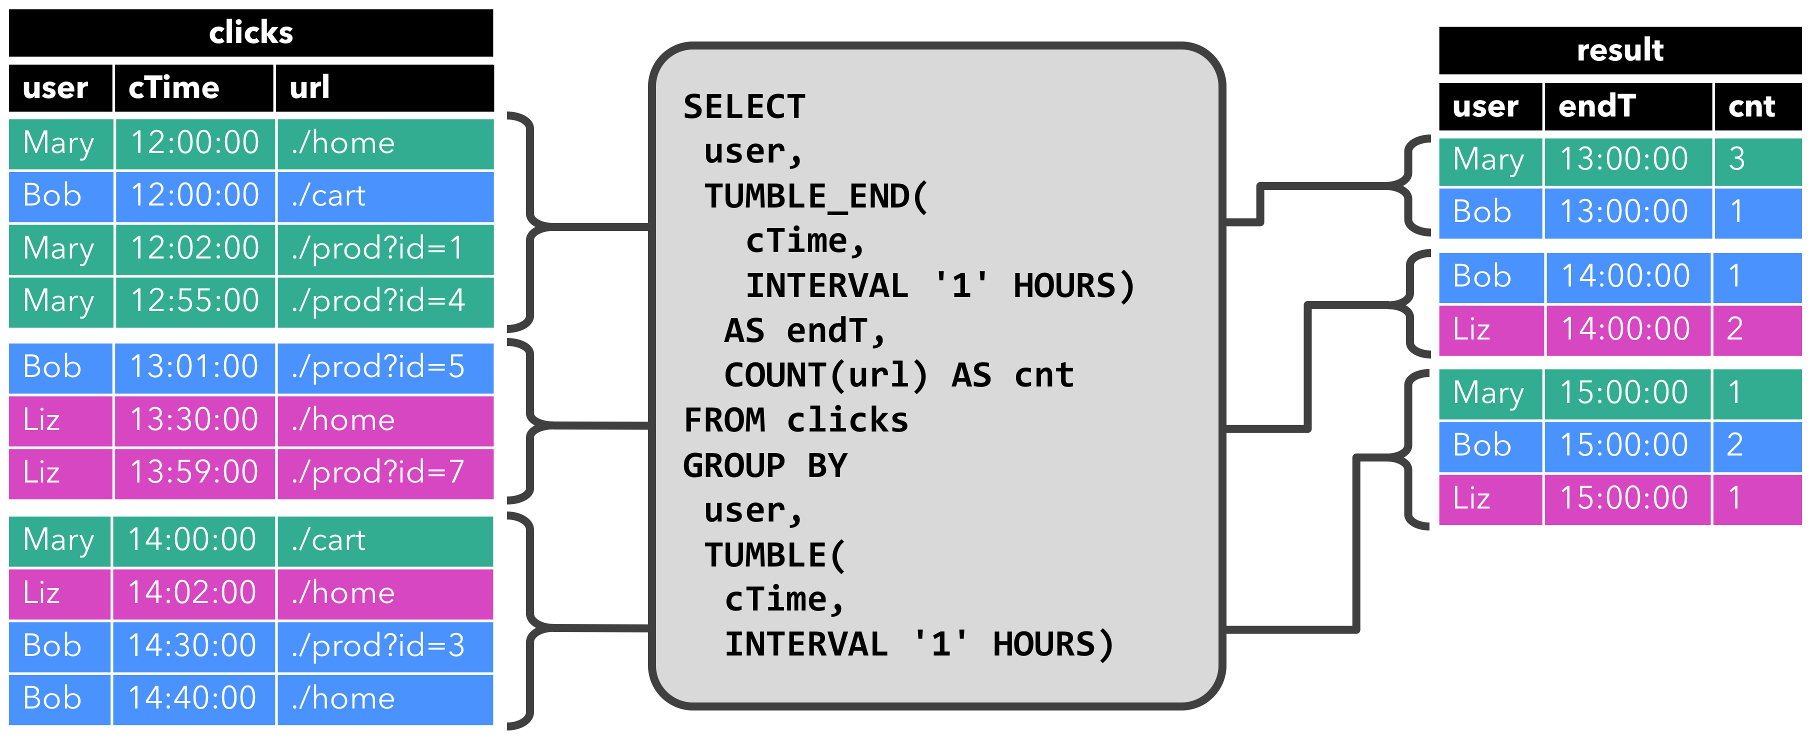 clicks
user cTime url
Mary 12:00:00 ./home
Bob 12:00:00 ./cart
Mary 12:02:00 ./prod?id=1
Mary 12:55:00 ./prod?id=4
Bob 13:01:00 ./prod?id=5
Liz 13:30:00 ./home
Liz 13:59:00 ./prod?id=7
Mary 14:00:00 ./cart
Liz 14:02:00 ./home
Bob 14:30:00 ./prod?id=3
Bob 14:40:00 ./home
SELECT
user,
TUMBLE_END(
cTime,
INTERVAL '1' HOURS)
AS endT,
COUNT(url) AS cnt
FROM clicks
GROUP BY
user,
TUMBLE(
cTime,
INTERVAL '1' HOURS)
result
user endT cnt
Mary 13:00:00 3
Bob 13:00:00 1
Bob 14:00:00 1
Liz 14:00:00 2
Mary 15:00:00 1
Bob 15:00:00 2
Liz 15:00:00 1